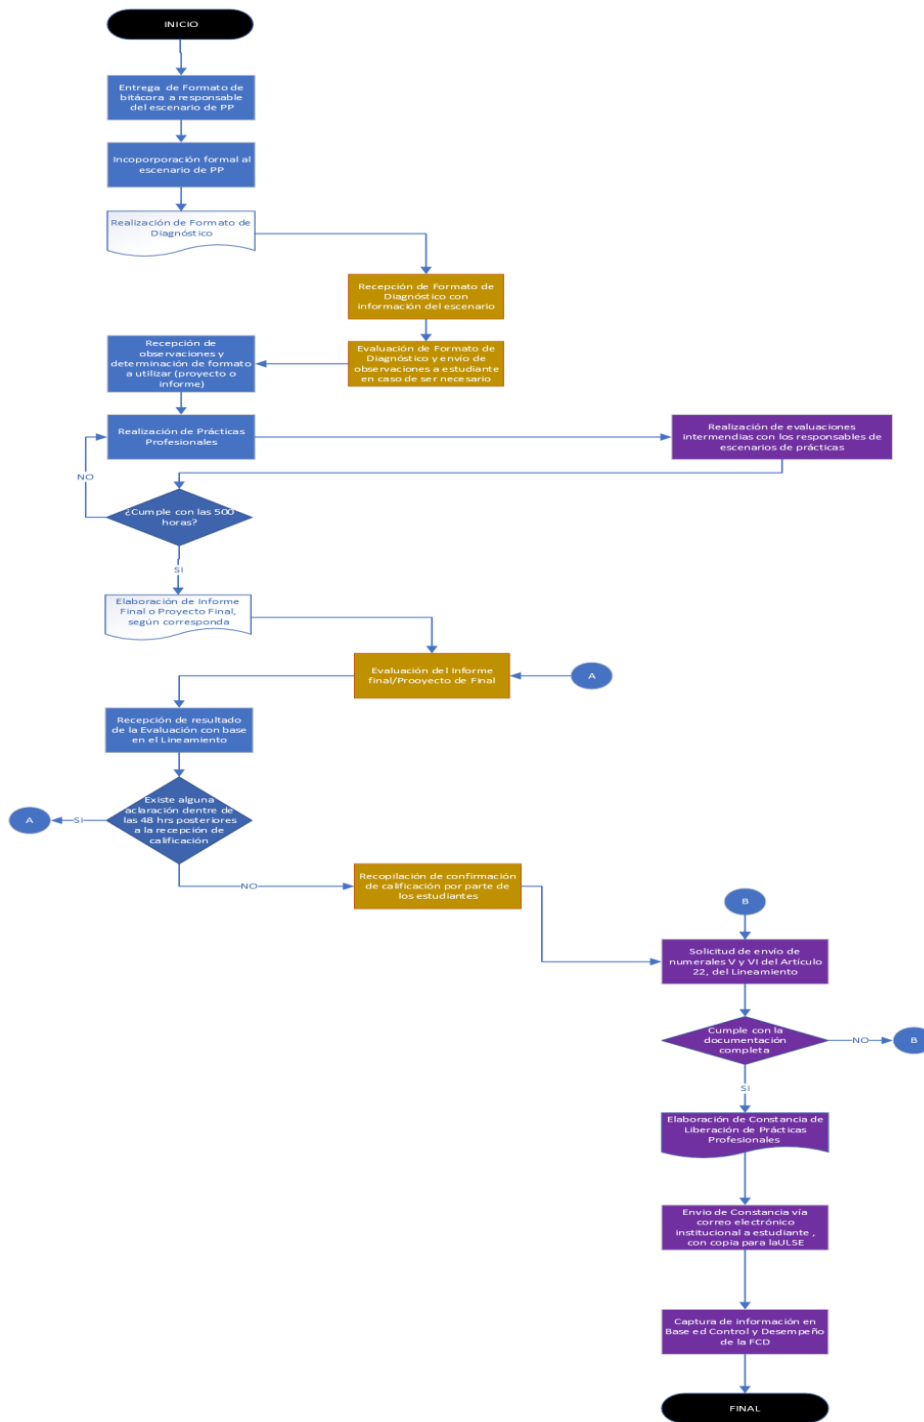 INICIO
Entrega de Formato de
bitácora a responsable
del escenario de PP
Incoporporación formal al
escenario de PP
Realización de Formato de
Diagnóstico
Recepción de Formato de
Diagnóstico con
información del escenario
Recepción de
observaciones y
determinación de formato
a utilizar (proyecto o
informe)
Evaluación de Formato de
Diagnóstico y envío de
observaciones a estudiante
en caso de ser necesario
Realización de Prácticas
Profesionales
Realización de evaluaciones
intermendias con los responsables de
escenarios de prácticas
NO
¿Cumple con las 500
horas?
SI
Elaboración de Informe
Final o Proyecto Final,
según corresponda
Evaluación del Informe
final/Prooyecto de Final
A
Recepción de resultado
de la Evaluación con base
en el Lineamiento
Existe alguna
aclaración dentre de
las 48 hrs posteriores
a la recepción de
calificación
SI
A
NO
Recopilación de confirmación
de calificación por parte de
los estudiantes
B
Solicitud de envío de
numerales V y VI del Artículo
22, del Lineamiento
Cumple con la
documentación
completa
NO
B
SI
Elaboración de Constancia de
Liberación de Prácticas
Profesionales
Envio de Constancia vía
correo electrónico
institucional a estudiante ,
con copia para laULSE
Captura de información en
Base ed Control y Desempeño
de la FCD
FINAL